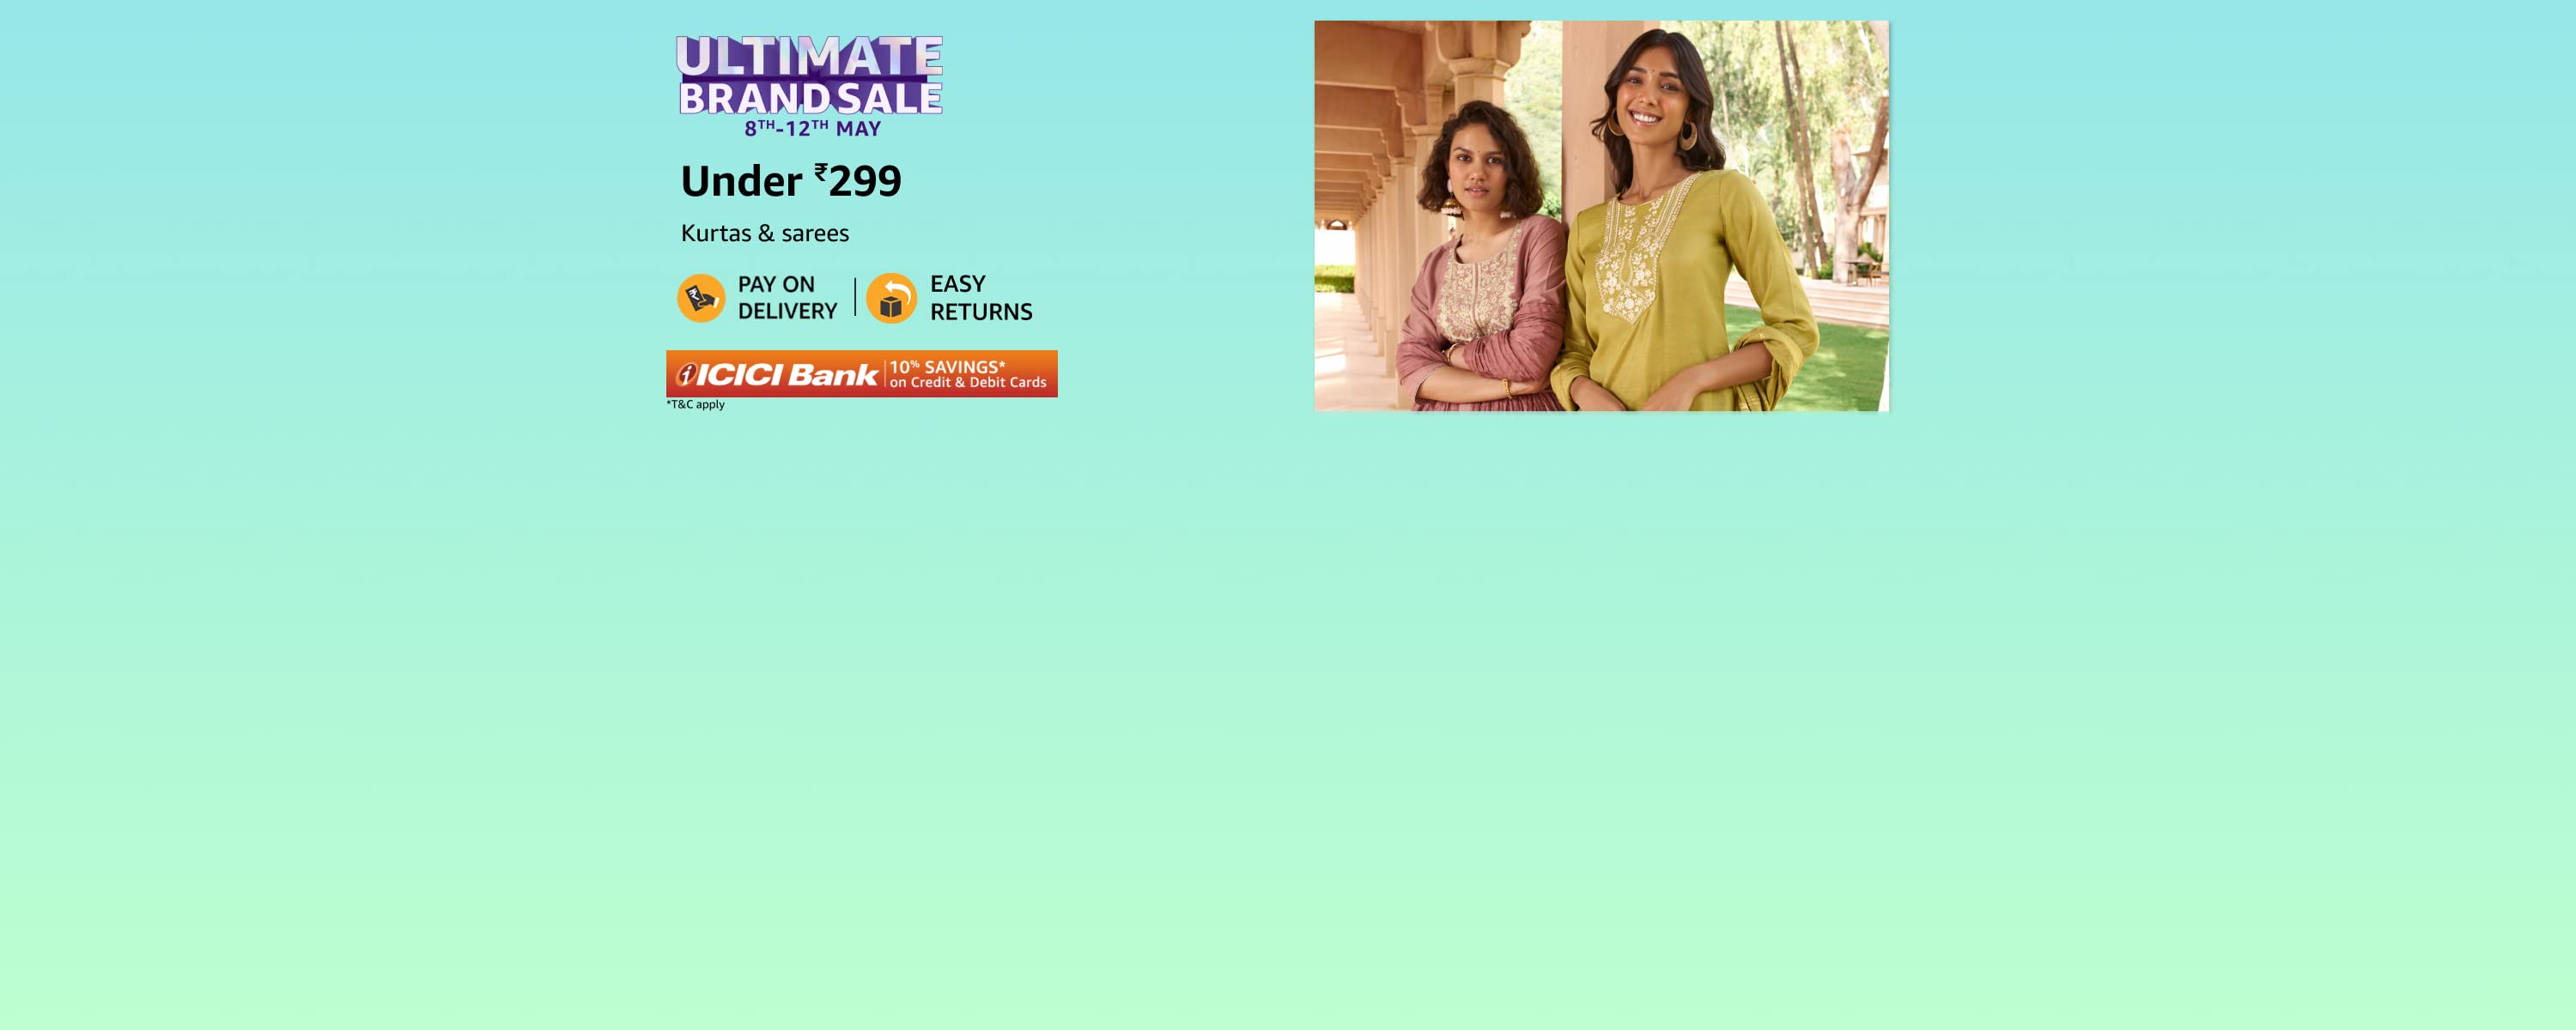 ULTIMATE
BRAND SALE
8TH-12TH MAY
Under ₹299
Kurtas & sarees
PAY ON
DELIVERY
EASY
RETURNS
ICICI Bank
10% SAVINGS*
on Credit & Debit Cards
*T&C apply